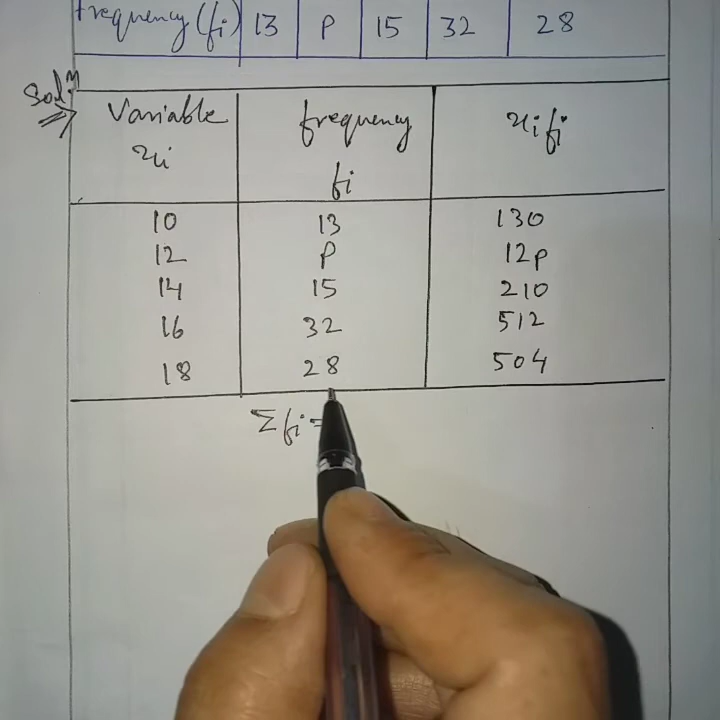 frequency (fi) 13 P 15 32 28
Soln
Variable xi frequency fi xifi
10 13 130
12 P 12p
14 15 210
16 32 512
18 28 504
Σfi =